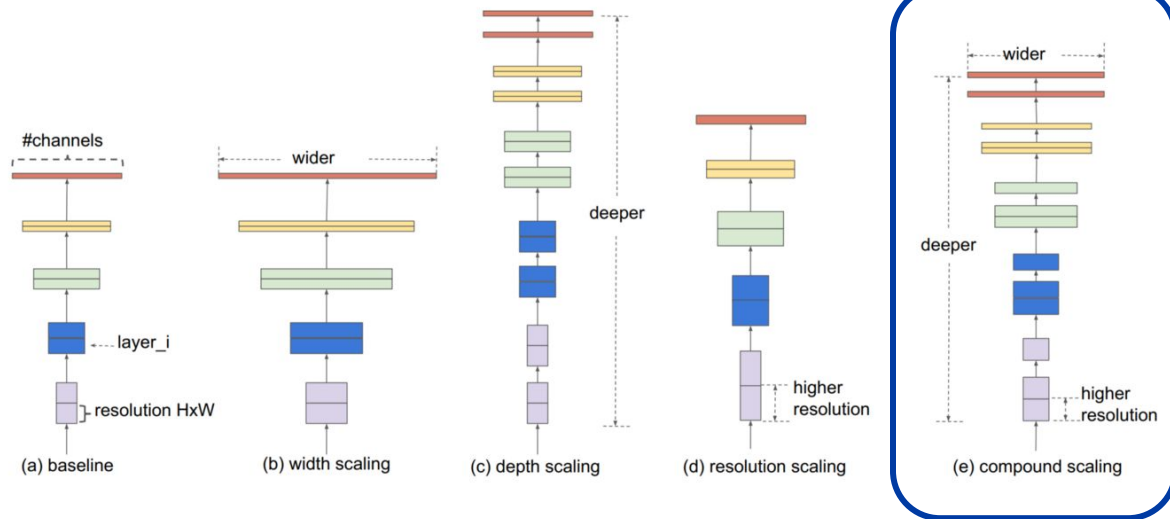 #channels
layer_i
resolution HxW
(a) baseline
wider
(b) width scaling
deeper
(c) depth scaling
higher
resolution
(d) resolution scaling
wider
deeper
higher
resolution
(e) compound scaling